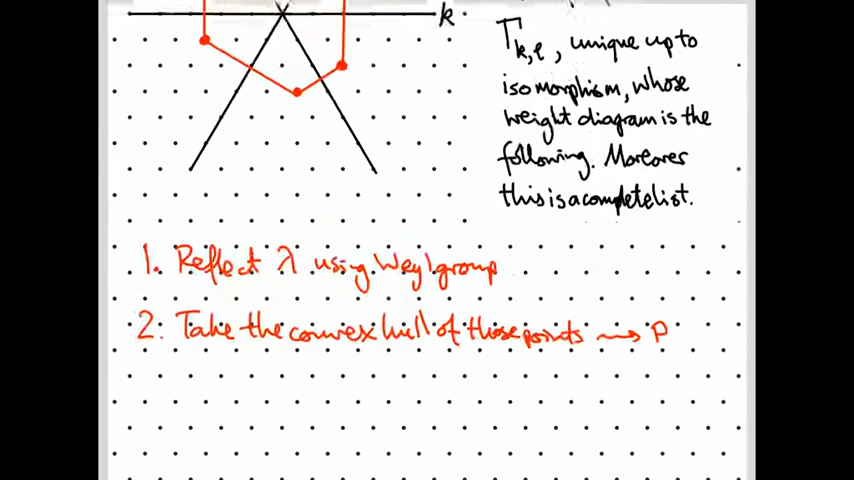 k
Γk,ℓ, unique up to
isomorphism, whose
weight diagram is the
following. Moreover
this is a complete list.
1. Reflect λ using Weyl group
2. Take the convex hull of those points ⇝ P